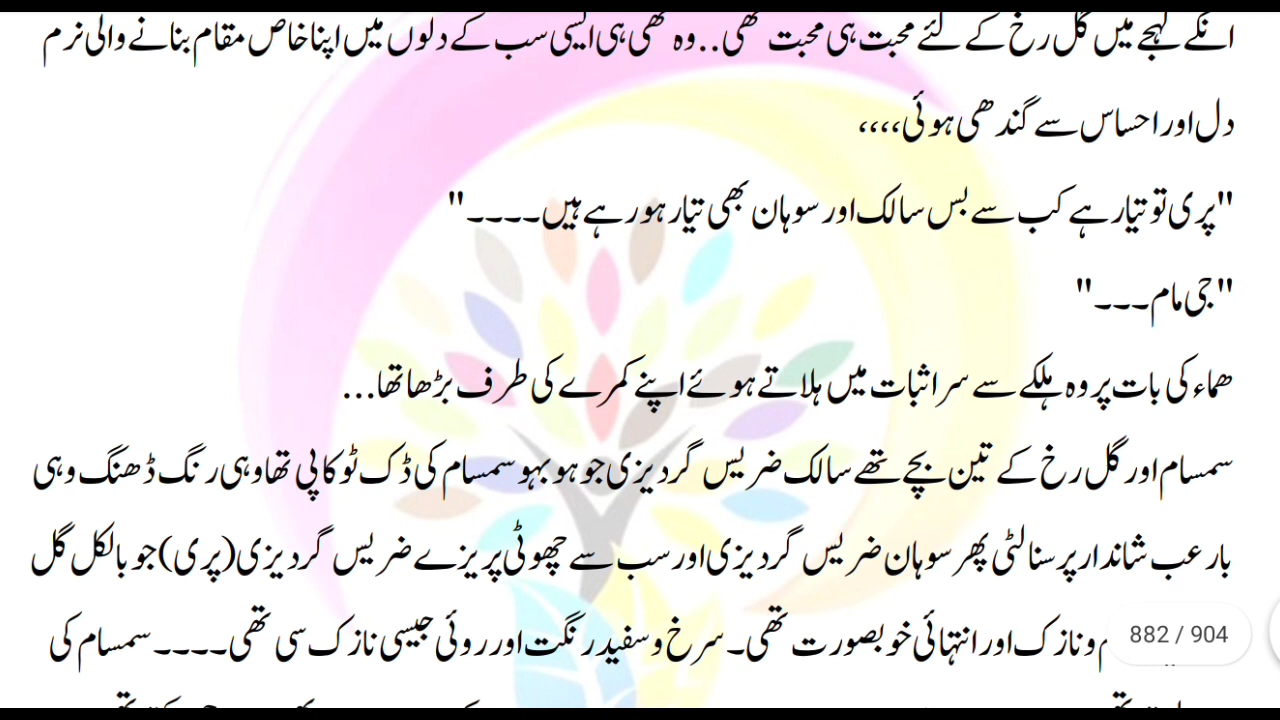 انکے لہجے میں گل رخ کے لئے محبت ہی محبت تھی.. وہ تھی ہی ایسی سب کے دلوں میں اپنا خاص مقام بنانے والی نرم
دل اور احساس سے گندھی ہوئی،،،،
"پری تو تیار ہے کب سے بس سالک اور سوہان بھی تیار ہو رہے ہیں۔۔۔۔"
"جی مام۔۔۔"
ھماء کی بات پر وہ ہلکے سے سر اثبات میں ہلاتے ہوئے اپنے کمرے کی طرف بڑھا تھا...
سمسام اور گل رخ کے تین بچے تھے سالک ضریس گردیزی جو ہو بہو سمسام کی ڈک ٹو کاپی تھا وہی رنگ ڈھنگ وہی
بارعب شاندار پرسنالٹی پھر سوہان ضریس گردیزی اور سب سے چھوٹی پریزے ضریس گردیزی (پری) جو بالکل گل
و نازک اور انتہائی خوبصورت تھی۔ سرخ و سفید رنگت اور روئی جیسی نازک سی تھی۔۔۔۔ سمسام کی
882 / 904